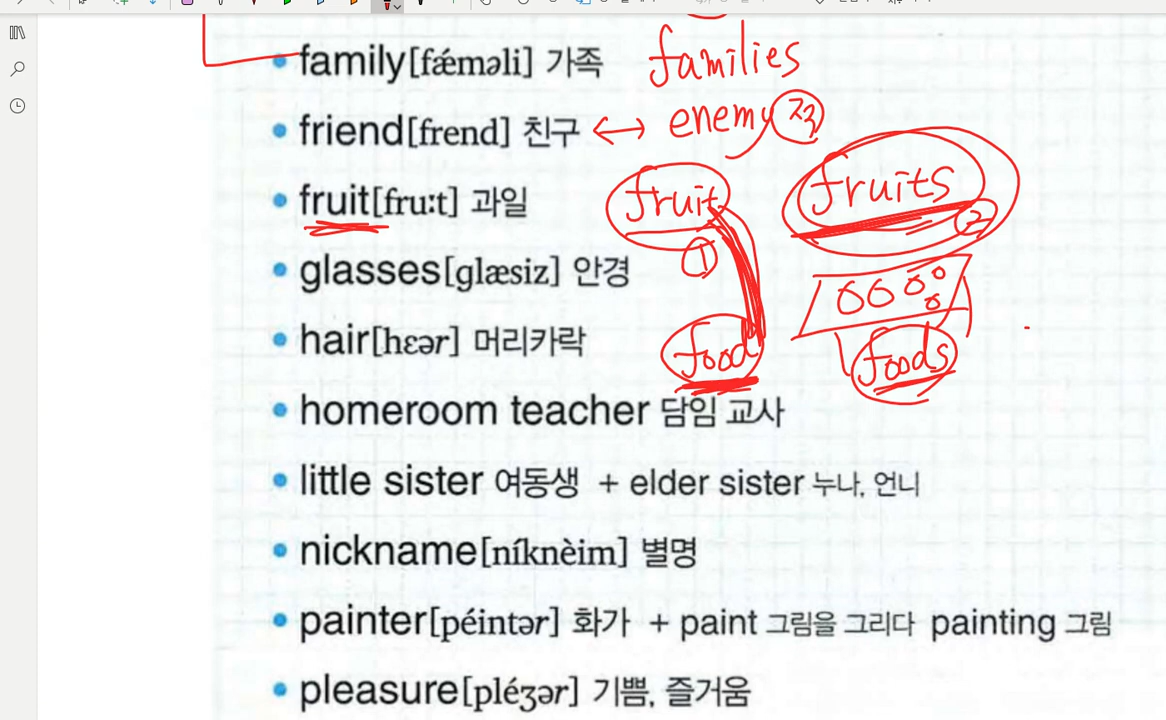 family[fǽməli] 가족 families
friend[frend] 친구 ↔ enemy 적
fruit[fruːt] 과일 fruit ① fruits ②
glasses[glæsiz] 안경
hair[hɛər] 머리카락 food foods
homeroom teacher 담임 교사
little sister 여동생 + elder sister 누나, 언니
nickname[níknèim] 별명
painter[péintər] 화가 + paint 그림을 그리다 painting 그림
pleasure[pléʒər] 기쁨, 즐거움